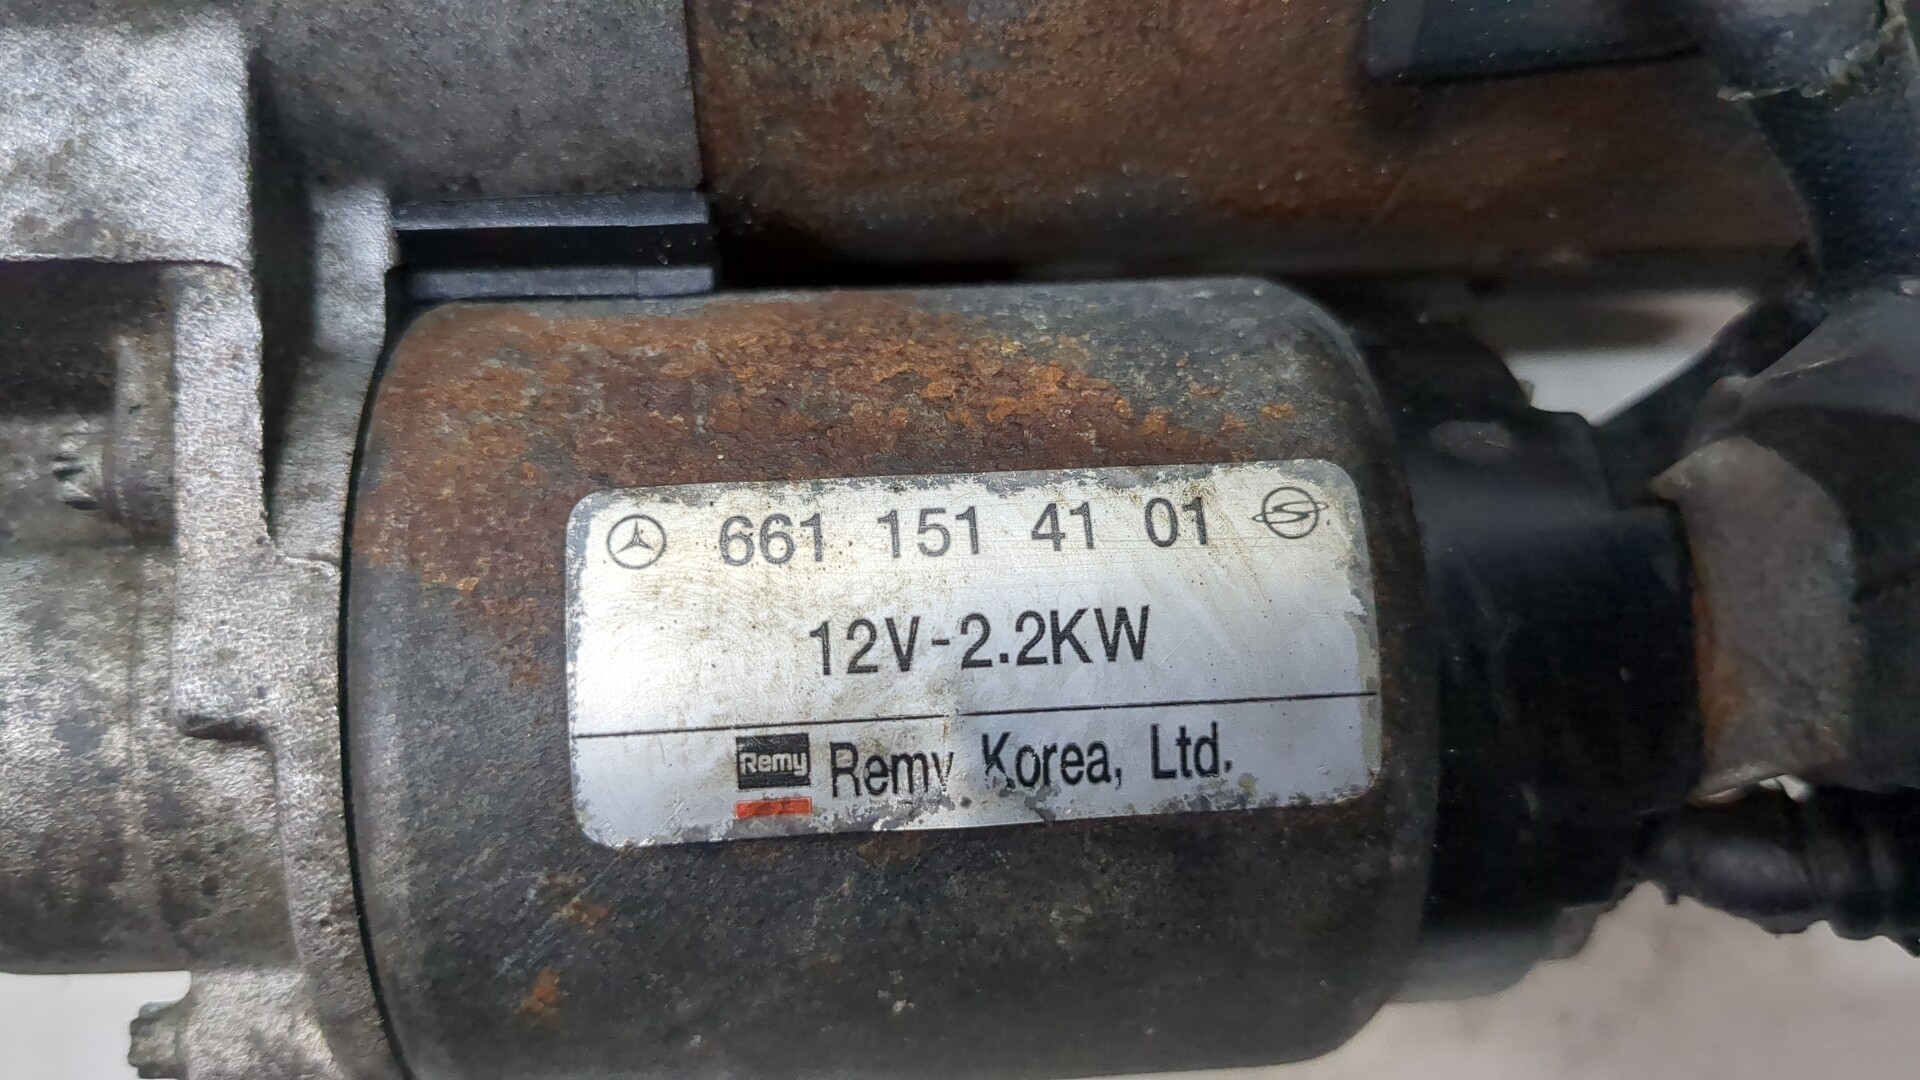 661 151 41 01
12V-2.2KW
Remy Remy Korea, Ltd.